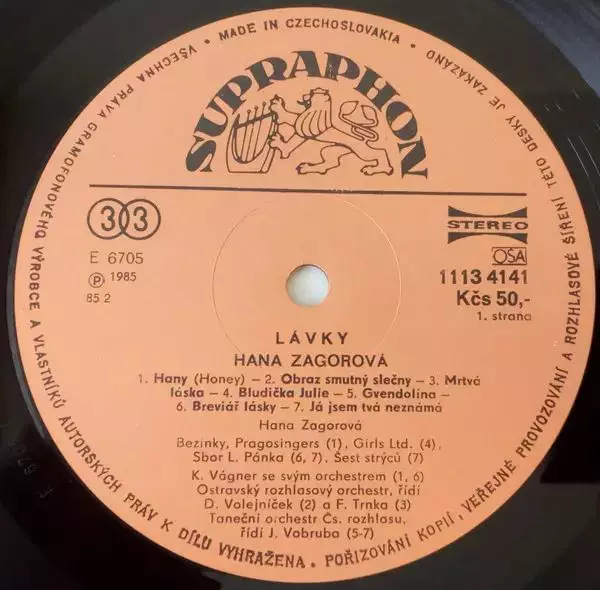 VŠECHNA PRÁVA GRAMOFONOVÉHO VÝROBCE A VLASTNÍKŮ AUTORSKÝCH PRÁV K DÍLU VYHRAŽENA • POŘIZOVÁNÍ KOPIÍ, VEŘEJNÉ PROVOZOVÁNÍ A ROZHLASOVÉ ŠÍŘENÍ TÉTO DESKY JE ZAKÁZÁNO
• MADE IN CZECHOSLOVAKIA •
SUPRAPHON
33
STEREO
E 6705
OSA
Ⓟ 1985
1113 4141
85 2
Kčs 50,-
1. strana
LÁVKY
HANA ZAGOROVÁ
1. Hany (Honey) – 2. Obraz smutný slečny – 3. Mrtvá
láska – 4. Bludička Julie – 5. Gvendolína –
6. Breviář lásky – 7. Já jsem tvá neznámá
Hana Zagorová
Bezinky, Pragosingers (1), Girls Ltd. (4),
Sbor L. Pánka (6, 7), Šest strýců (7)
K. Vágner se svým orchestrem (1, 6)
Ostravský rozhlasový orchestr, řídí
D. Volejníček (2) a F. Trnka (3)
Taneční orchestr Čs. rozhlasu,
řídí J. Vobruba (5-7)